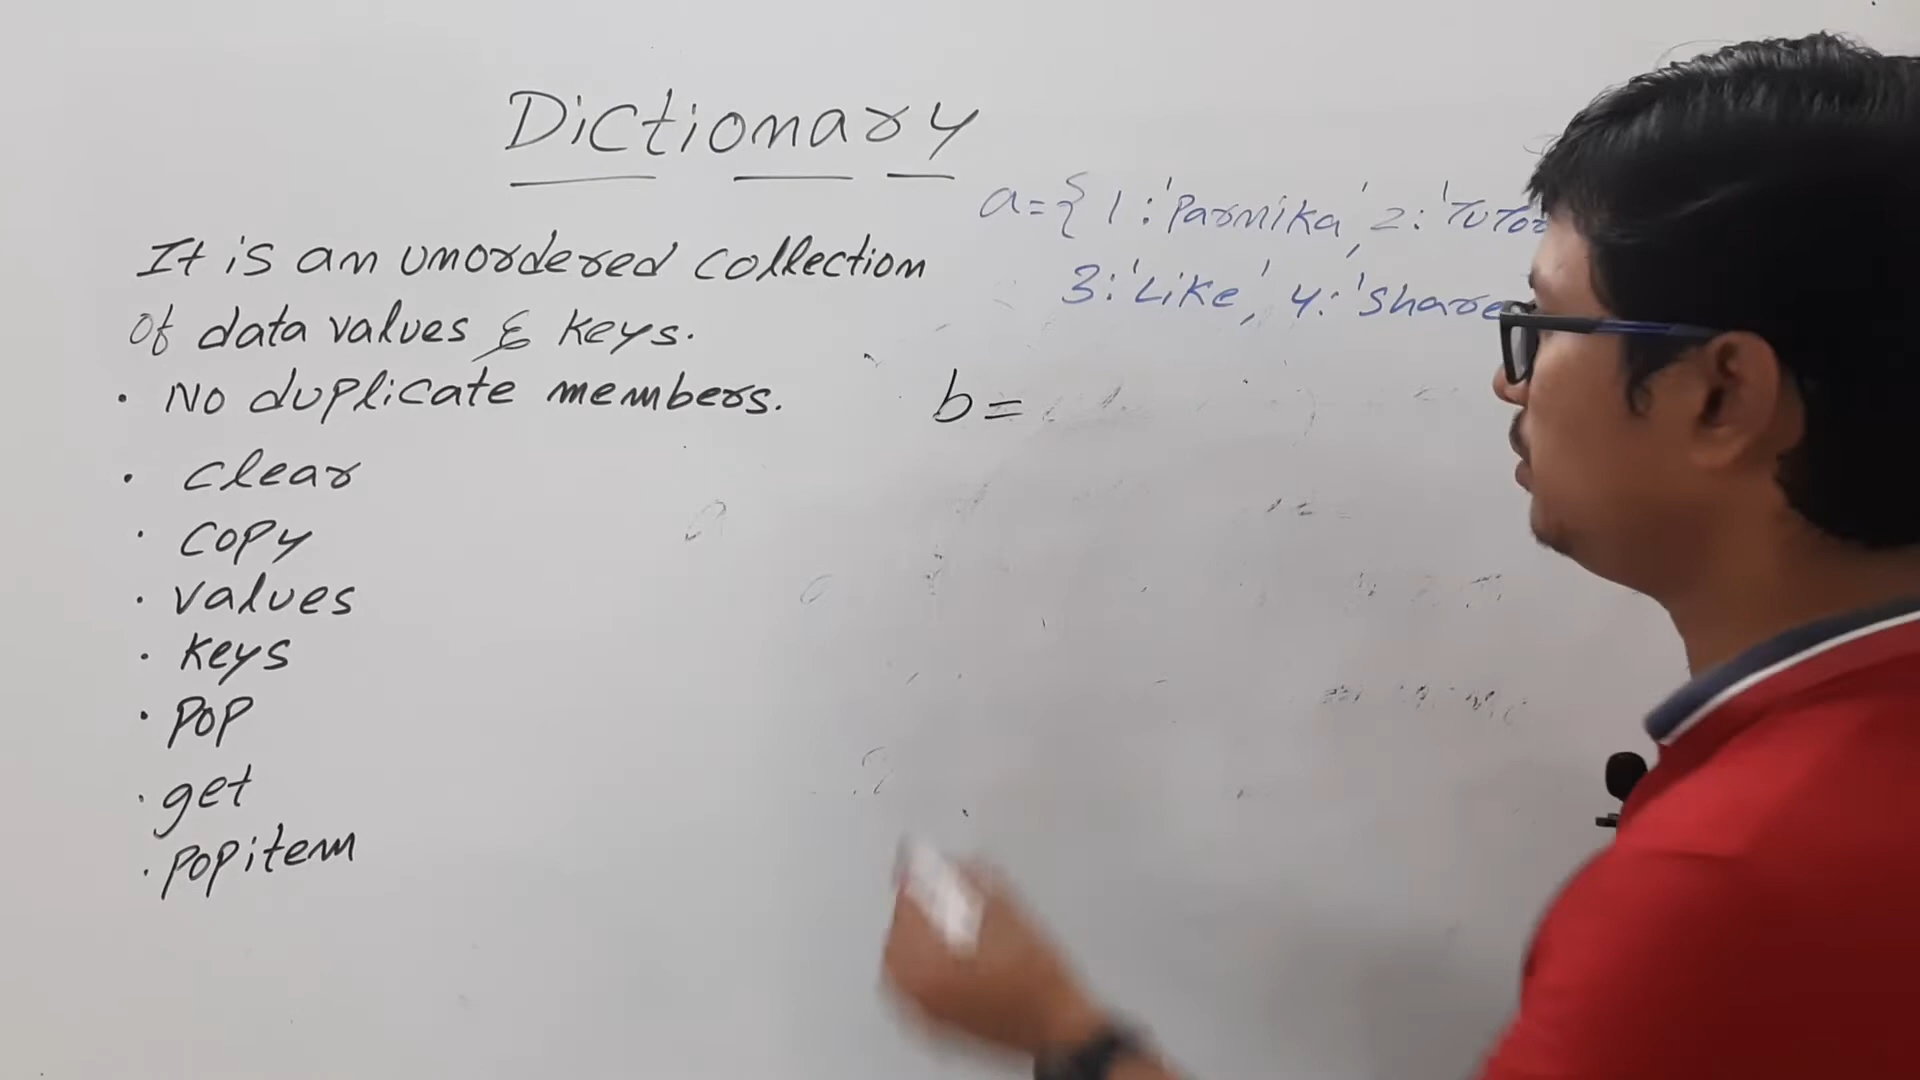 Dictionary
It is an unordered collection
of data values & keys.
• No duplicate members.
• clear
• copy
• values
• keys
• pop
• get
• popitem
a={ 1:'Parnika', 2:'Tutor
3:'Like', 4:'Share
b=